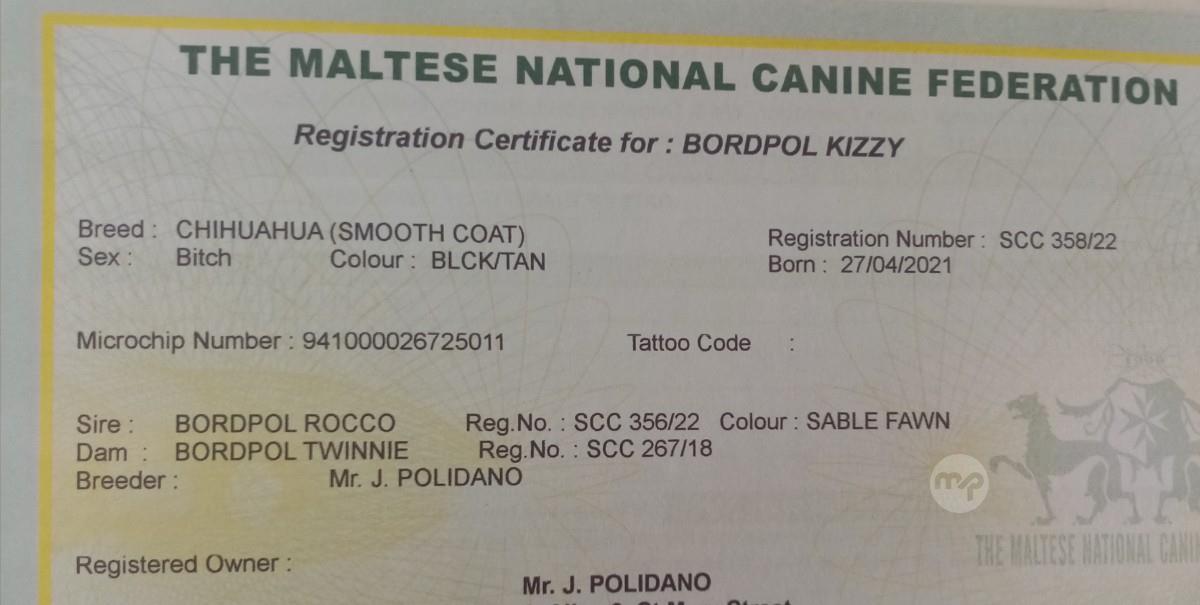 THE MALTESE NATIONAL CANINE FEDERATION
Registration Certificate for : BORDPOL KIZZY
Breed : CHIHUAHUA (SMOOTH COAT)
Registration Number : SCC 358/22
Sex : Bitch Colour : BLCK/TAN
Born : 27/04/2021
Microchip Number : 941000026725011 Tattoo Code :
Sire : BORDPOL ROCCO Reg.No. : SCC 356/22 Colour : SABLE FAWN
Dam : BORDPOL TWINNIE Reg.No. : SCC 267/18
Breeder : Mr. J. POLIDANO
mp
THE MALTESE NATIONAL
Registered Owner :
Mr. J. POLIDANO